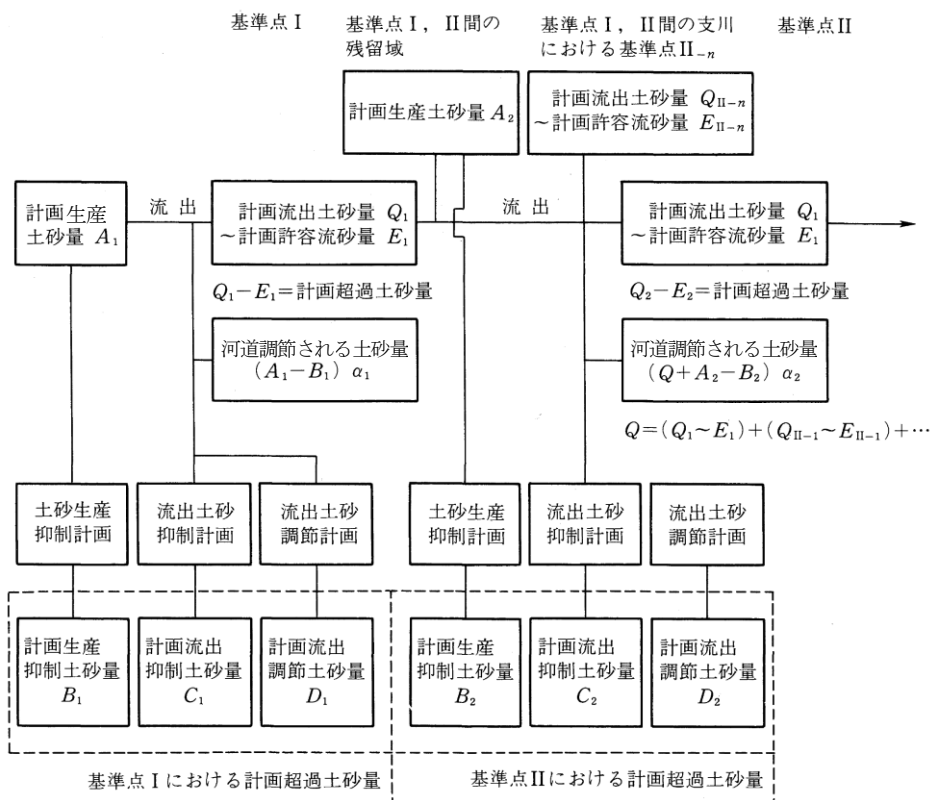 基準点Ⅰ
基準点Ⅰ，Ⅱ間の
残留域
基準点Ⅰ，Ⅱ間の支川
における基準点Ⅱ₋ₙ
基準点Ⅱ
計画生産土砂量 A₂
計画流出土砂量 Q_{Ⅱ−n}
～計画許容流砂量 E_{Ⅱ−n}
計画生産
土砂量 A₁
流 出
計画流出土砂量 Q₁
～計画許容流砂量 E₁
流 出
計画流出土砂量 Q₁
～計画許容流砂量 E₁
Q₁−E₁＝計画超過土砂量
Q₂−E₂＝計画超過土砂量
河道調節される土砂量
(A₁−B₁) α₁
河道調節される土砂量
(Q＋A₂−B₂) α₂
Q＝(Q₁～E₁)＋(Q_{Ⅱ−1}～E_{Ⅱ−1})＋…
土砂生産
抑制計画
流出土砂
抑制計画
流出土砂
調節計画
土砂生産
抑制計画
流出土砂
抑制計画
流出土砂
調節計画
計画生産
抑制土砂量
B₁
計画流出
抑制土砂量
C₁
計画流出
調節土砂量
D₁
計画生産
抑制土砂量
B₂
計画流出
抑制土砂量
C₂
計画流出
調節土砂量
D₂
基準点Ⅰにおける計画超過土砂量
基準点Ⅱにおける計画超過土砂量